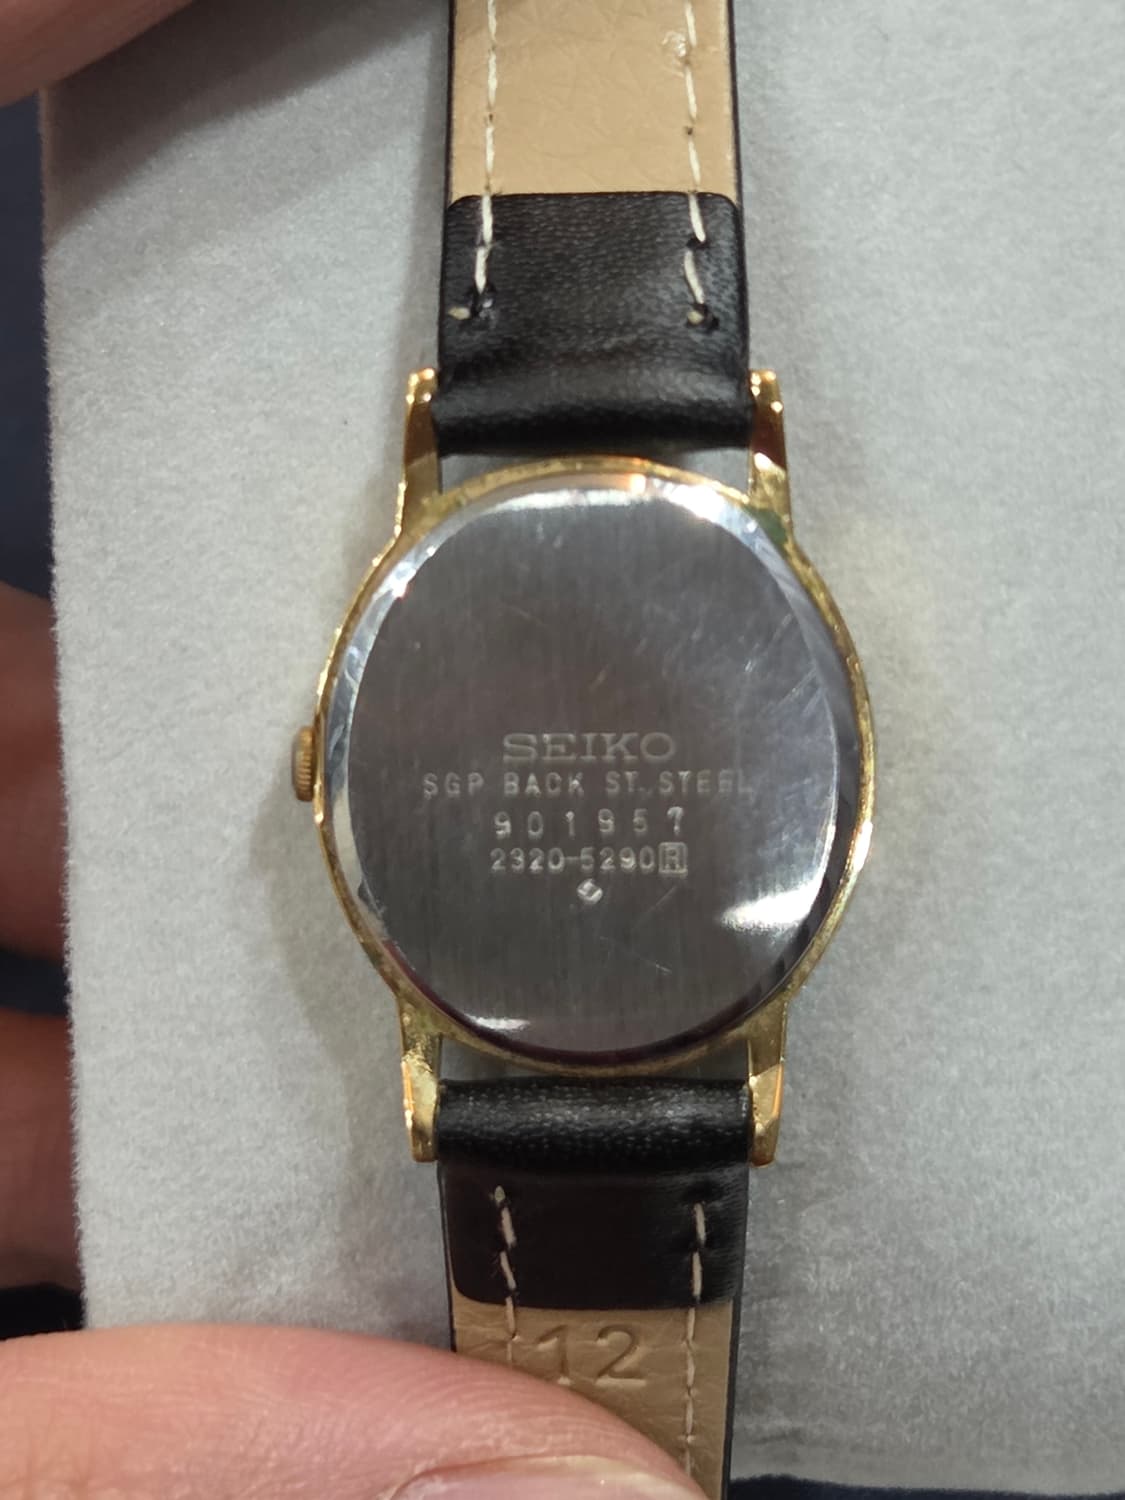 SEIKO
SGP BACK ST.STEEL
901957
2320-5290 R
12